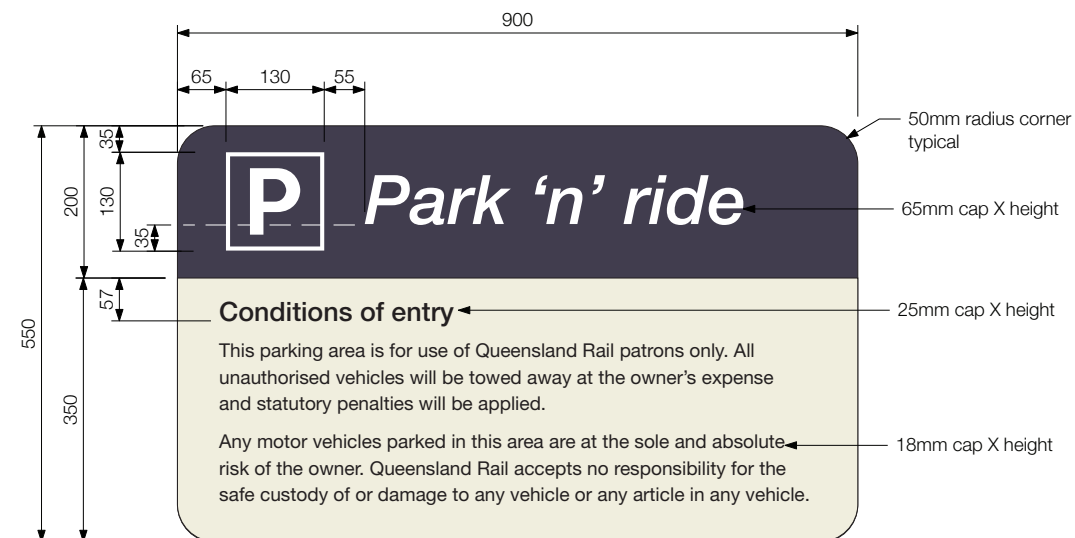 900
65 130 55
50mm radius corner
typical
35
200
130
P
Park ‘n’ ride
65mm cap X height
35
57
Conditions of entry
25mm cap X height
550
This parking area is for use of Queensland Rail patrons only. All
unauthorised vehicles will be towed away at the owner’s expense
and statutory penalties will be applied.
350
Any motor vehicles parked in this area are at the sole and absolute
18mm cap X height
risk of the owner. Queensland Rail accepts no responsibility for the
safe custody of or damage to any vehicle or any article in any vehicle.